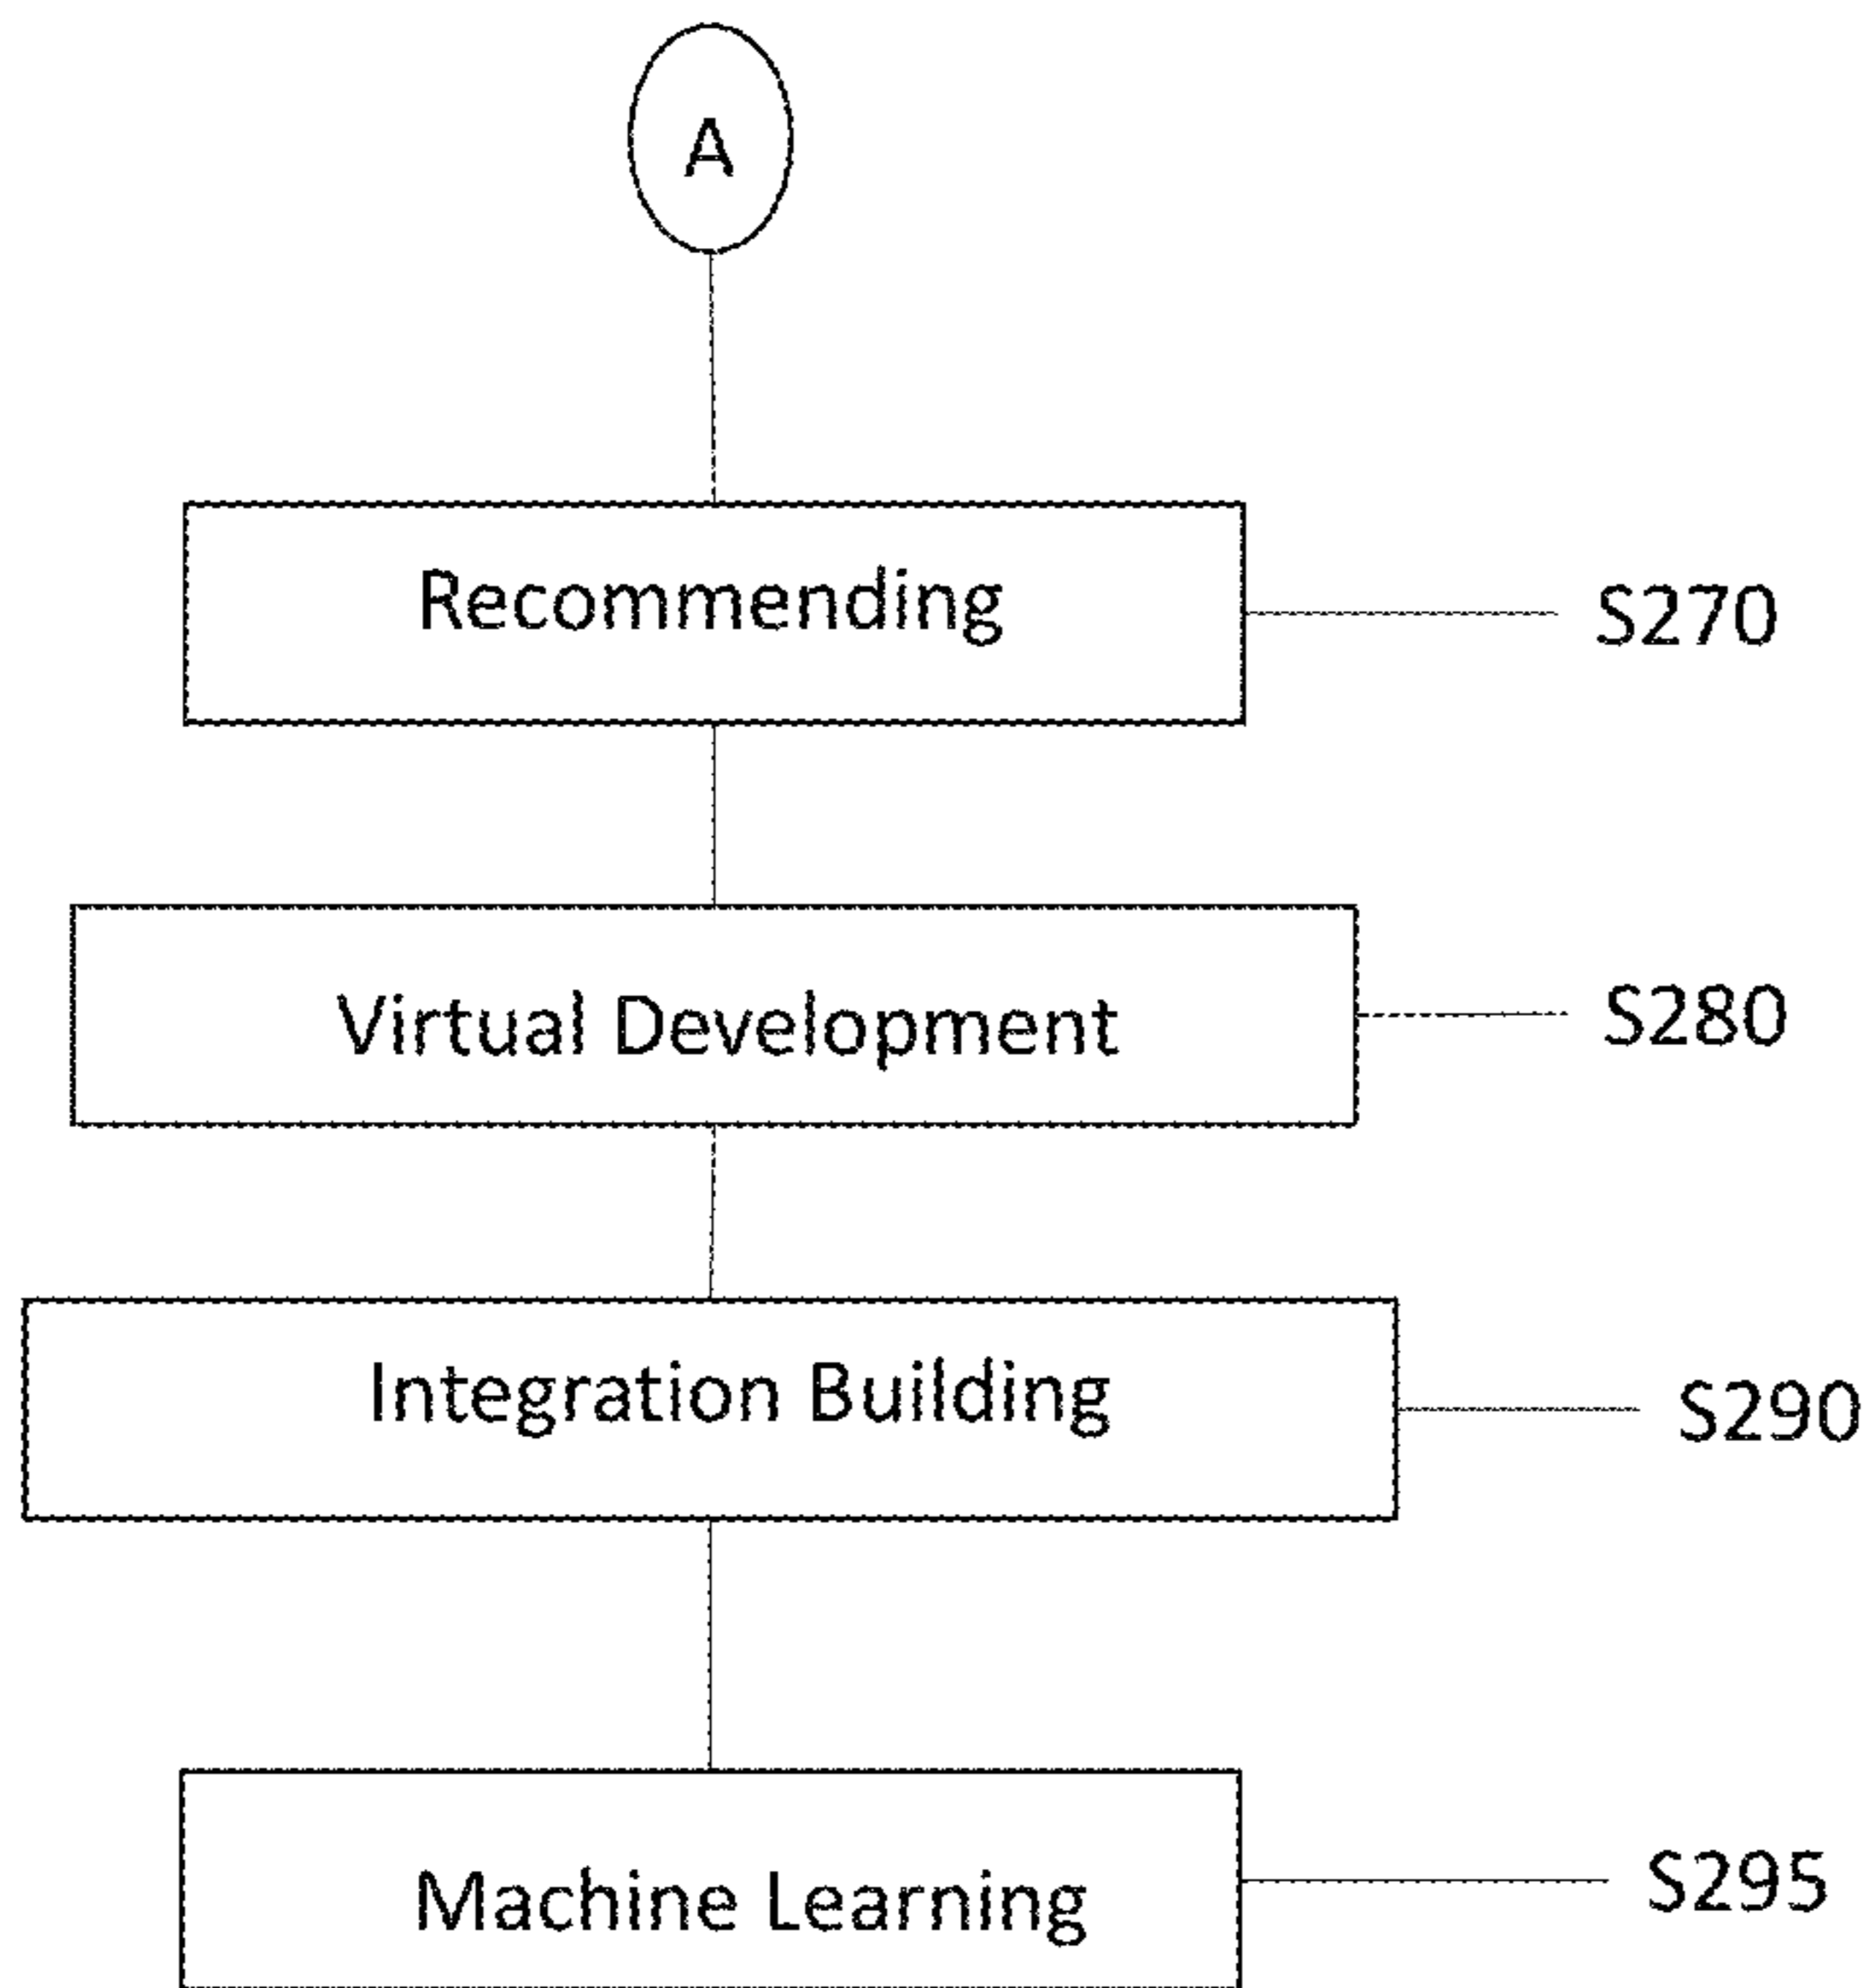 A
Recommending
S270
Virtual Development
S280
Integration Building
S290
Machine Learning
S295